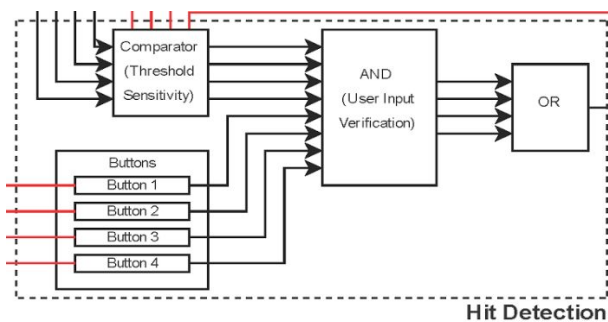 Comparator
(Threshold
Sensitivity)
AND
(User Input
Verification)
OR
Buttons
Button 1
Button 2
Button 3
Button 4
Hit Detection